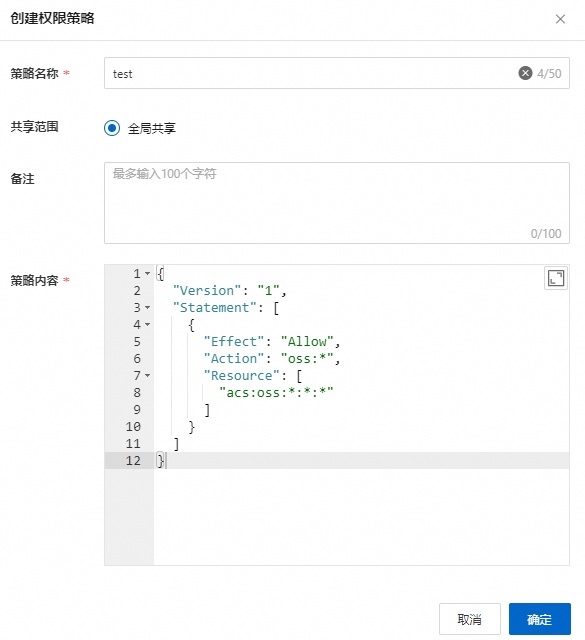 创建权限策略
策略名称 *
test
4/50
共享范围
全局共享
备注
最多输入100个字符
0/100
策略内容 *
1 {
2 "Version": "1",
3 "Statement": [
4 {
5 "Effect": "Allow",
6 "Action": "oss:*",
7 "Resource": [
8 "acs:oss:*:*:*"
9 ]
10 }
11 ]
12 }
取消 确定